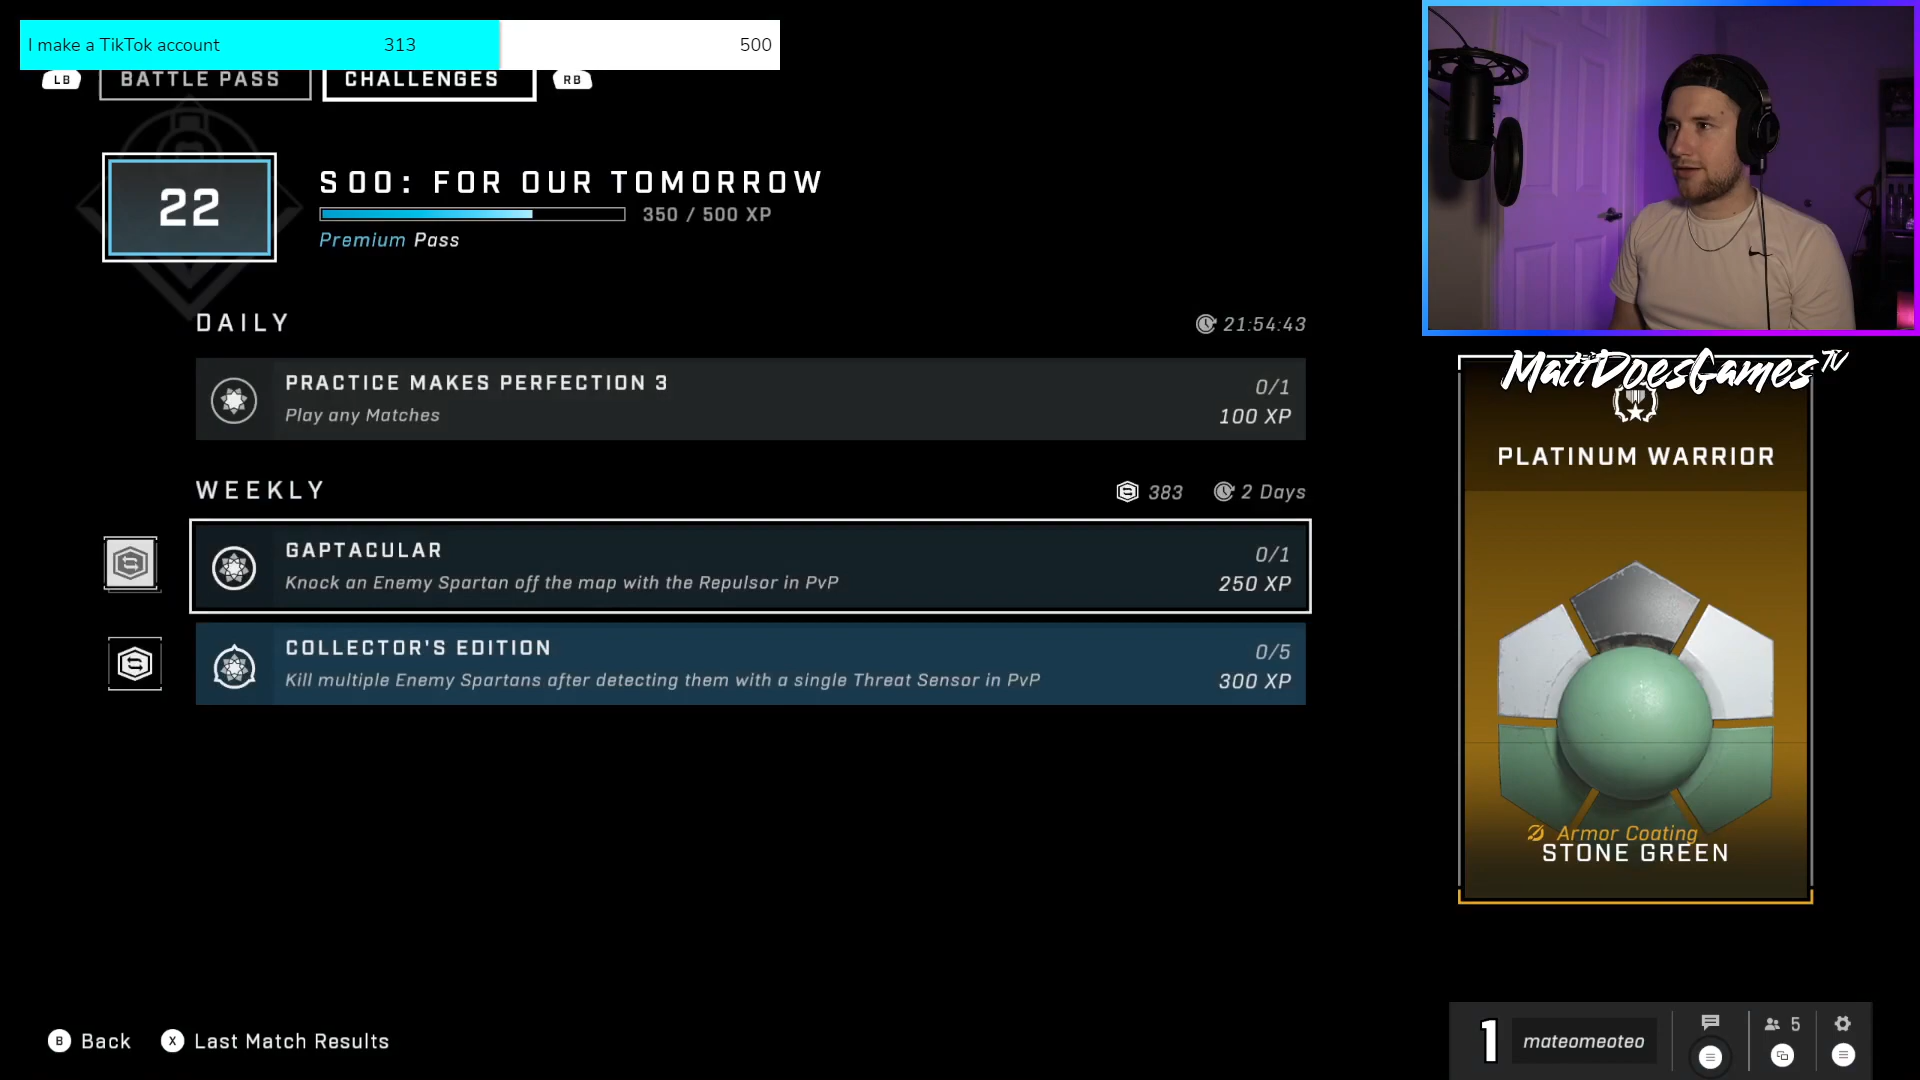 I make a TikTok account 313 500
LB BATTLE PASS CHALLENGES RB
22
S00: FOR OUR TOMORROW
350 / 500 XP
Premium Pass
DAILY 21:54:43
PRACTICE MAKES PERFECTION 3 0/1
Play any Matches 100 XP
WEEKLY 383 2 Days
GAPTACULAR 0/1
Knock an Enemy Spartan off the map with the Repulsor in PvP 250 XP
COLLECTOR'S EDITION 0/5
Kill multiple Enemy Spartans after detecting them with a single Threat Sensor in PvP 300 XP
MattDoesGames TV
PLATINUM WARRIOR
Armor Coating
STONE GREEN
B Back X Last Match Results
1 mateomeoteo 5